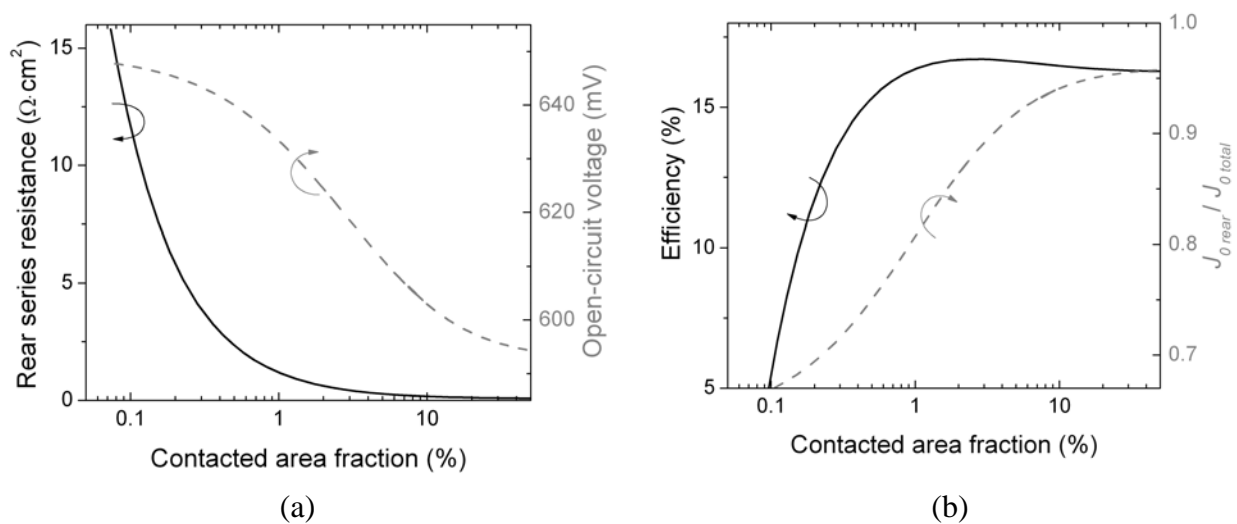 Rear series resistance (Ω·cm²)
15
10
5
0
0.1
1
10
Contacted area fraction (%)
640
620
600
Open-circuit voltage (mV)
(a)
Efficiency (%)
15
10
5
0.1
1
10
Contacted area fraction (%)
1.0
0.9
0.8
0.7
J0 rear / J0 total
(b)